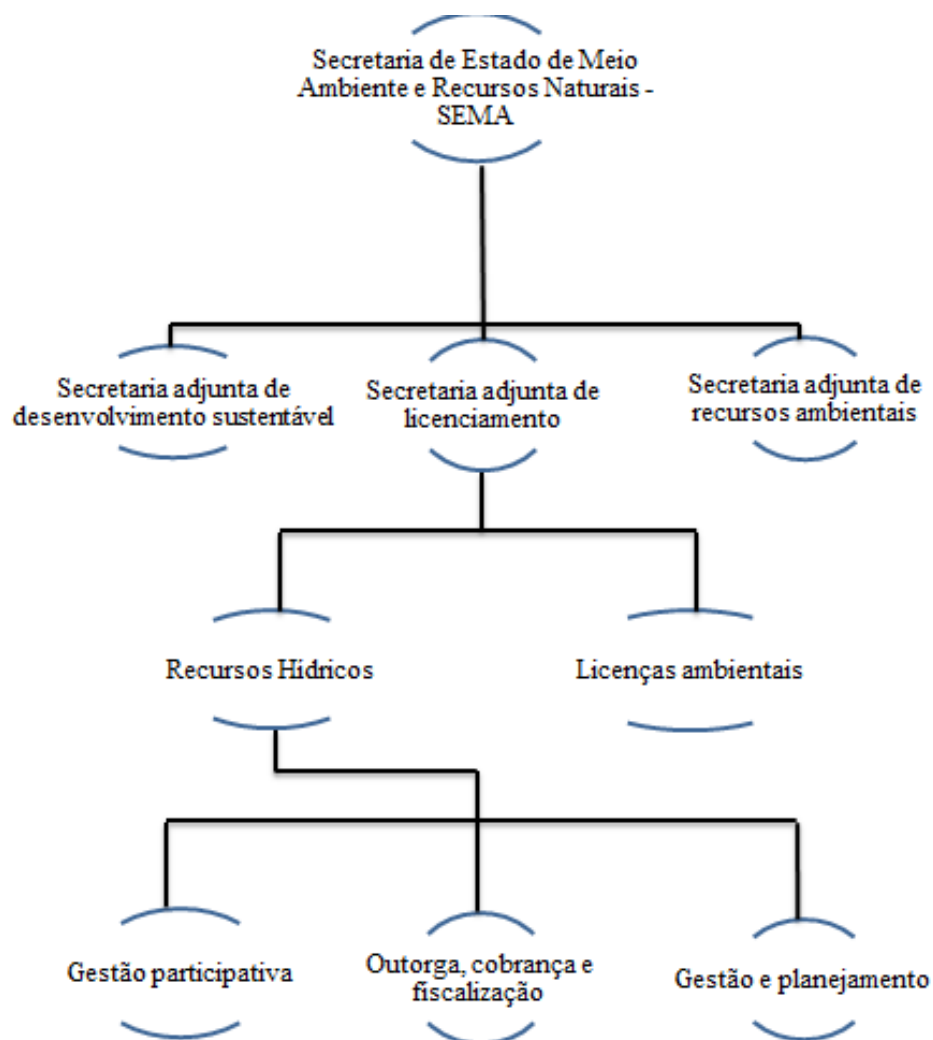 Secretaria de Estado de Meio
Ambiente e Recursos Naturais -
SEMA
Secretaria adjunta de
desenvolvimento sustentável
Secretaria adjunta de
licenciamento
Secretaria adjunta de
recursos ambientais
Recursos Hídricos
Licenças ambientais
Gestão participativa
Outorga, cobrança e
fiscalização
Gestão e planejamento